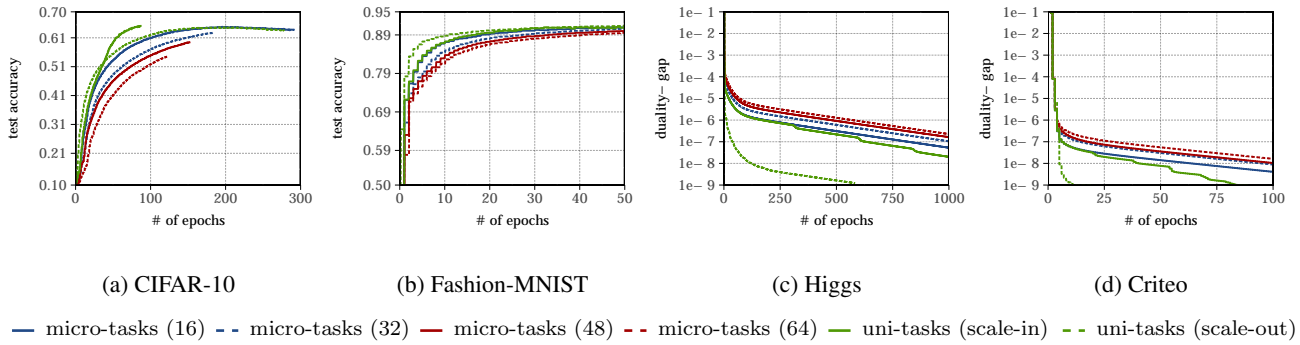 test accuracy
0.70
0.61
0.51
0.41
0.31
0.21
0.10
0
100
200
300
# of epochs
(a) CIFAR-10
test accuracy
0.95
0.89
0.79
0.69
0.59
0.50
0
10
20
30
40
50
# of epochs
(b) Fashion-MNIST
duality– gap
1e– 1
1e– 2
1e– 3
1e– 4
1e– 5
1e– 6
1e– 7
1e– 8
1e– 9
0
250
500
750
1000
# of epochs
(c) Higgs
duality– gap
1e– 1
1e– 2
1e– 3
1e– 4
1e– 5
1e– 6
1e– 7
1e– 8
1e– 9
0
25
50
75
100
# of epochs
(d) Criteo
micro-tasks (16) micro-tasks (32) micro-tasks (48) micro-tasks (64) uni-tasks (scale-in) uni-tasks (scale-out)